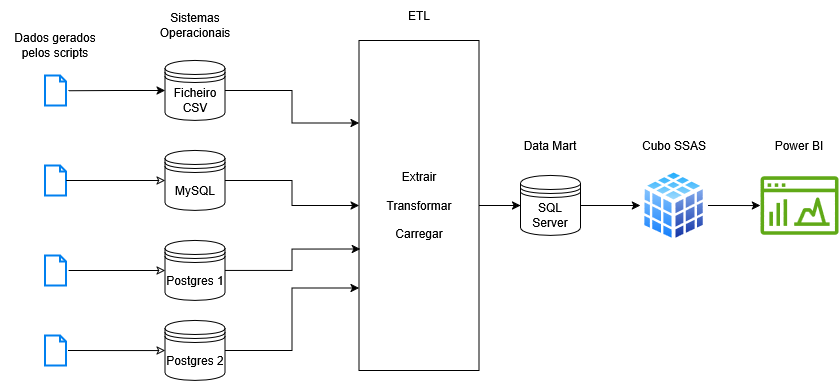 Dados gerados
pelos scripts
Sistemas
Operacionais
ETL
Ficheiro
CSV
MySQL
Postgres 1
Postgres 2
Extrair
Transformar
Carregar
Data Mart
SQL
Server
Cubo SSAS
Power BI